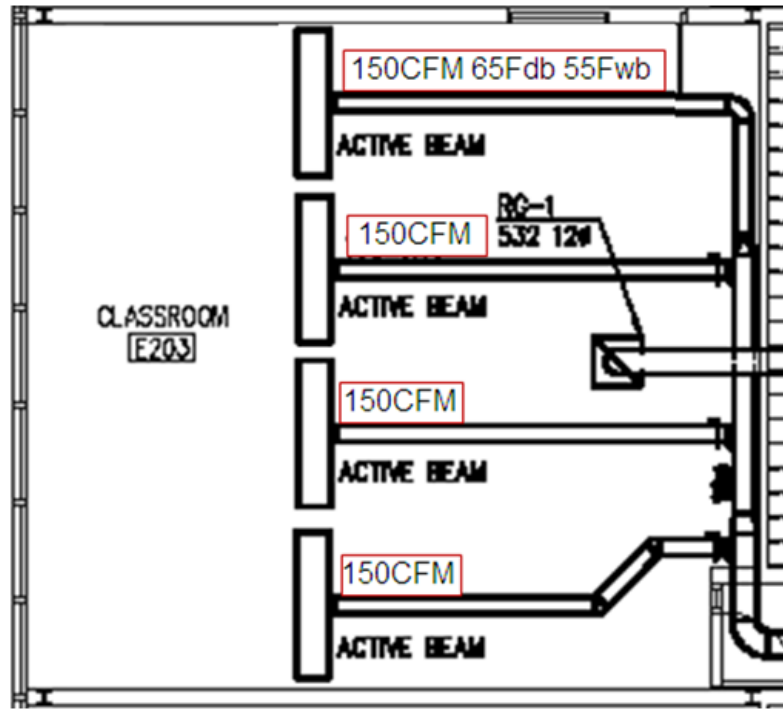 150CFM 65Fdb 55Fwb
ACTIVE BEAM
RG-1
532 12ø
150CFM
ACTIVE BEAM
CLASSROOM
E203
150CFM
ACTIVE BEAM
150CFM
ACTIVE BEAM